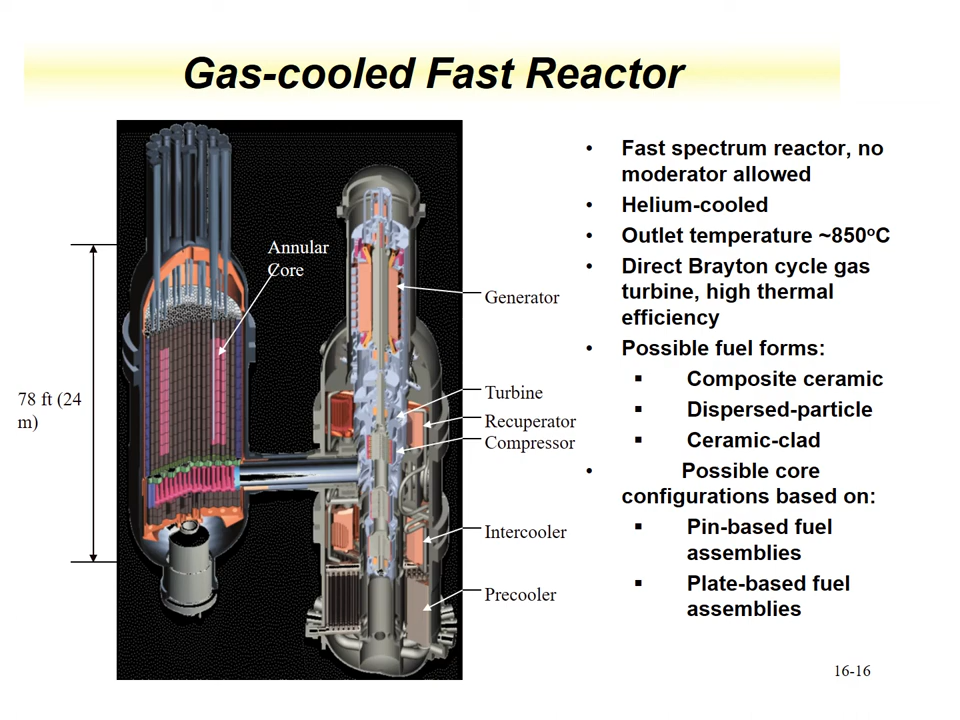 Gas-cooled Fast Reactor
Annular
Core
78 ft (24
m)
Generator
Turbine
Recuperator
Compressor
Intercooler
Precooler
• Fast spectrum reactor, no
moderator allowed
• Helium-cooled
• Outlet temperature ~850ºC
• Direct Brayton cycle gas
turbine, high thermal
efficiency
• Possible fuel forms:
▪ Composite ceramic
▪ Dispersed-particle
▪ Ceramic-clad
• Possible core
configurations based on:
▪ Pin-based fuel
assemblies
▪ Plate-based fuel
assemblies
16-16